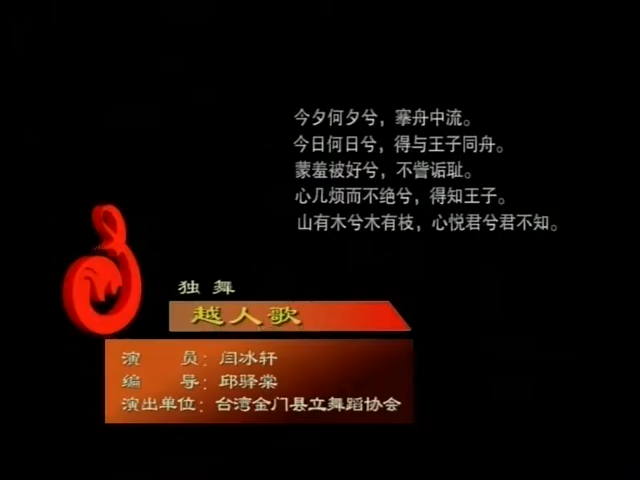 今夕何夕兮，搴舟中流。
今日何日兮，得与王子同舟。
蒙羞被好兮，不訾诟耻。
心几烦而不绝兮，得知王子。
山有木兮木有枝，心悦君兮君不知。
独 舞
越人歌
演 员：闫冰轩
编 导：邱驿棠
演出单位：台湾金门县立舞蹈协会